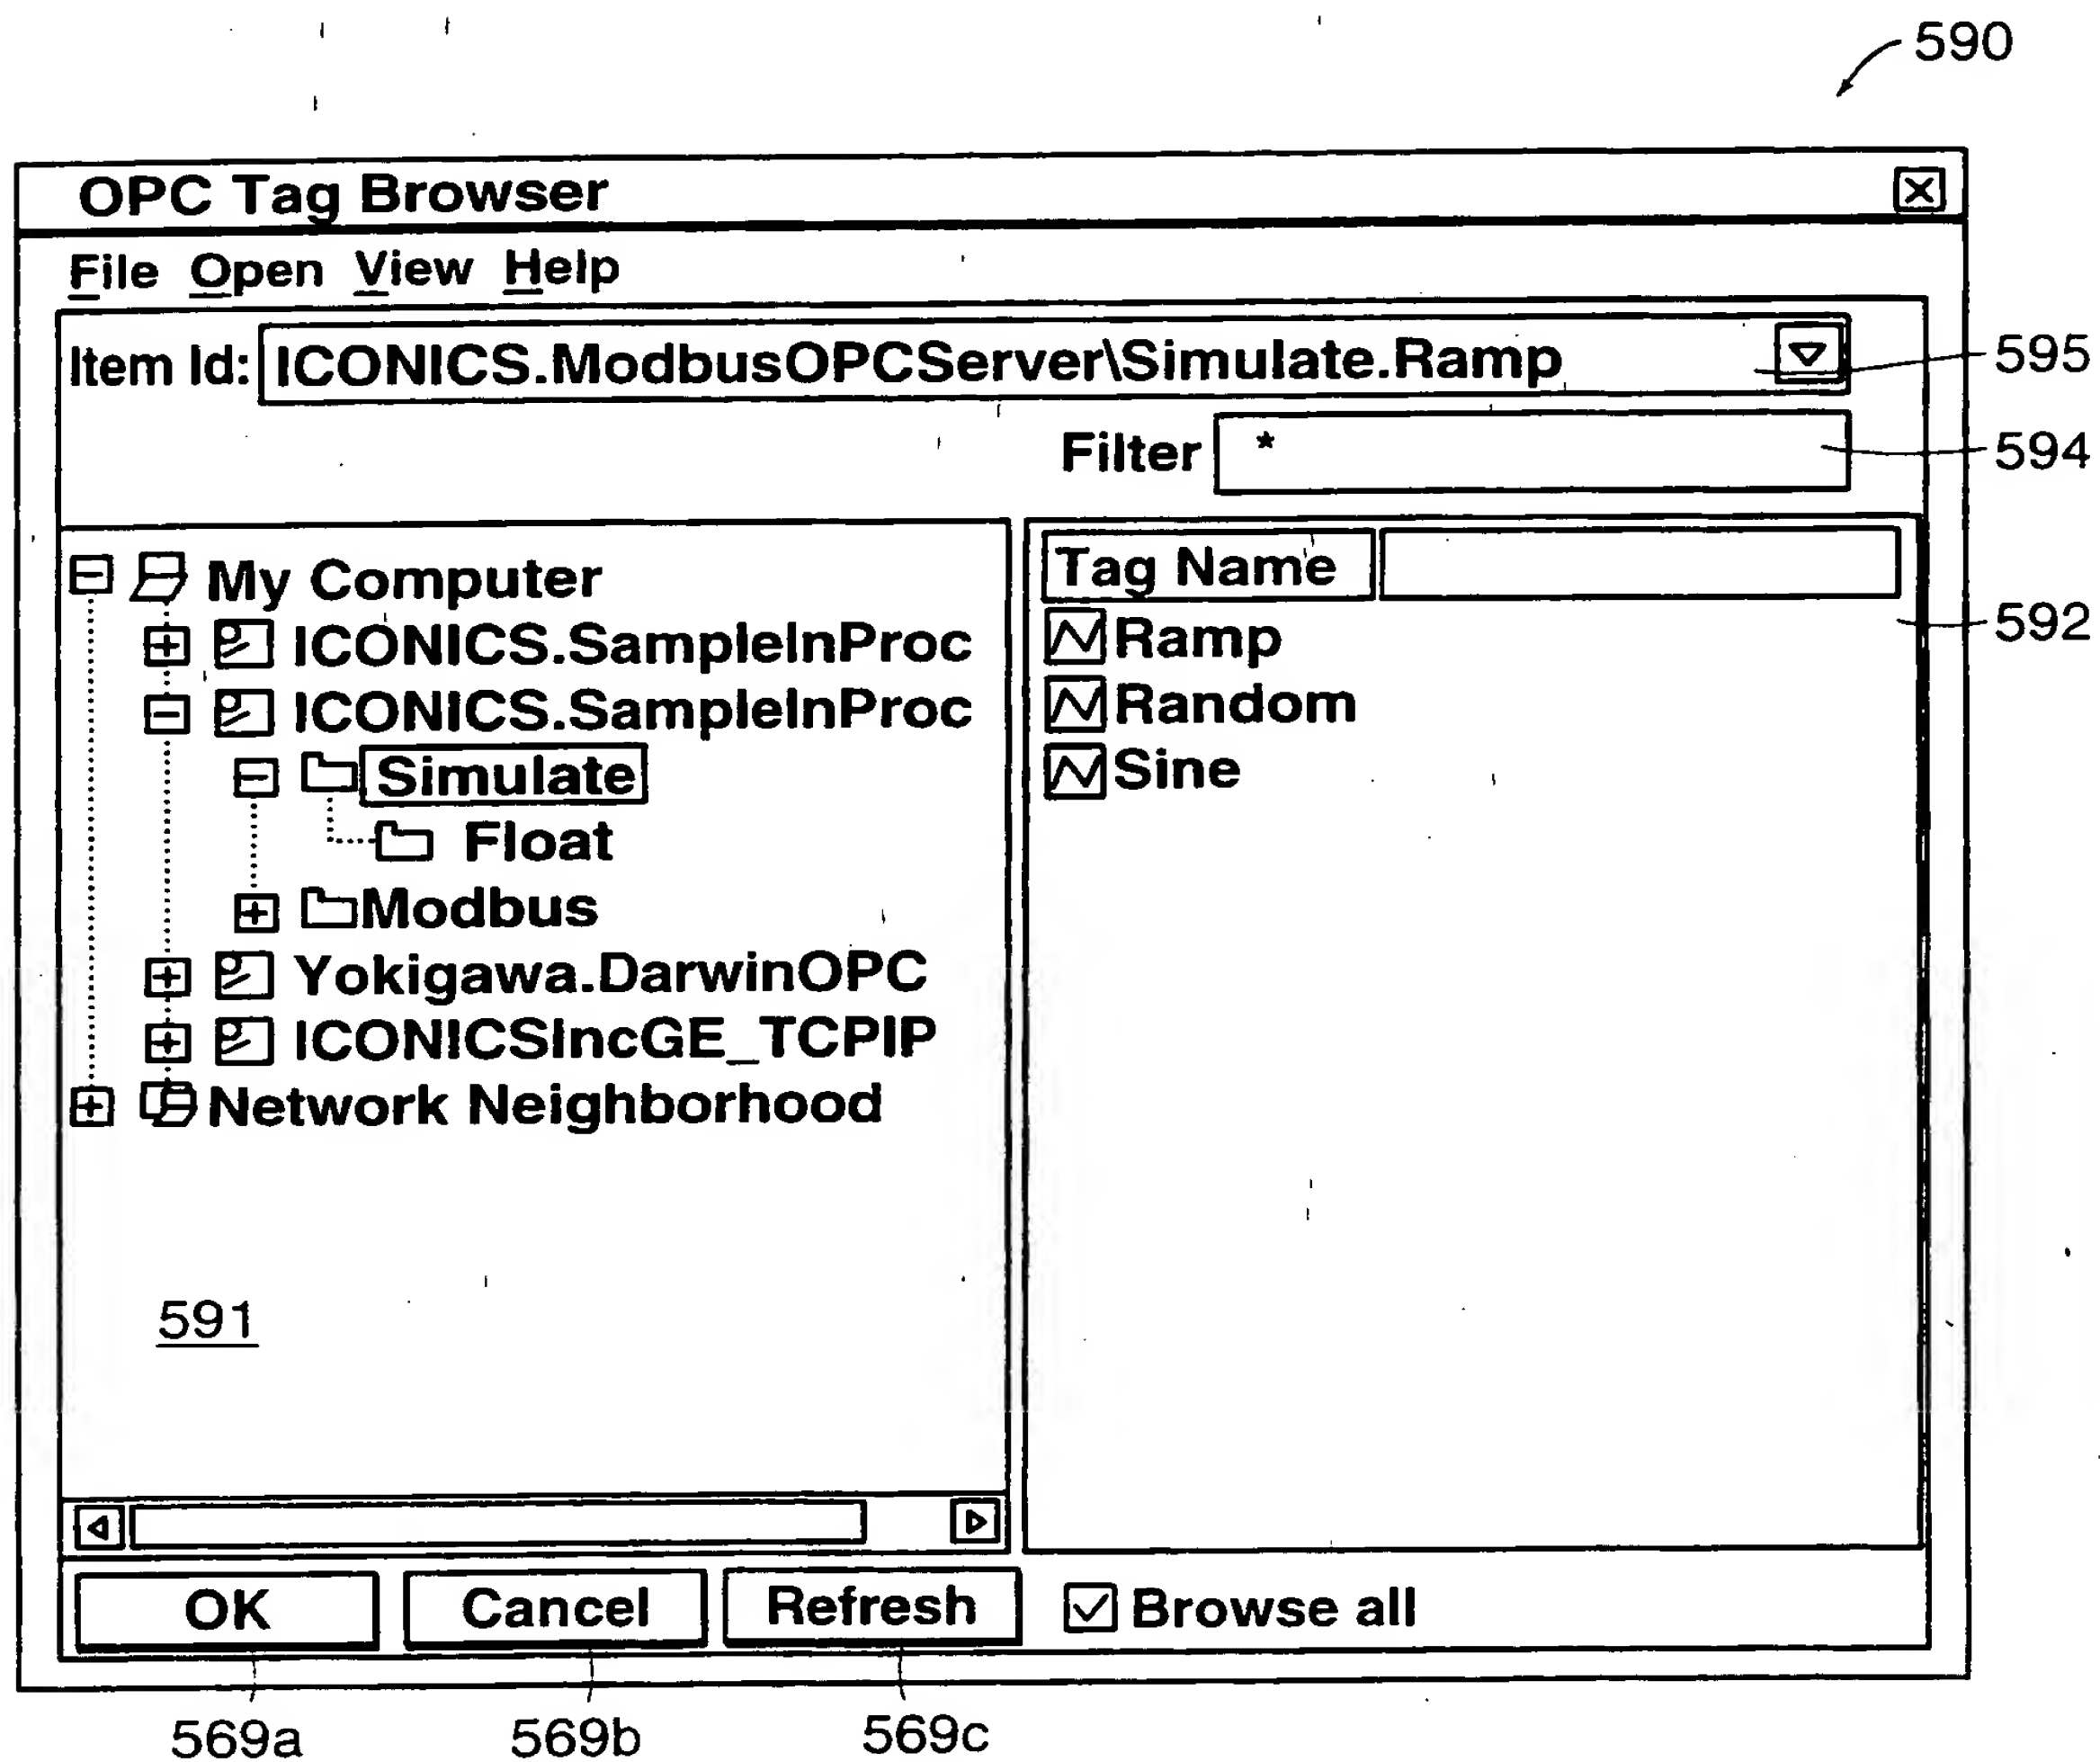 590
OPC Tag Browser
File Open View Help
Item Id: ICONICS.ModbusOPCServer\Simulate.Ramp
595
Filter *
594
My Computer
ICONICS.SampleInProc
ICONICS.SampleInProc
Simulate
Float
Modbus
Yokigawa.DarwinOPC
ICONICSIncGE_TCPIP
Network Neighborhood
591
Tag Name
592
Ramp
Random
Sine
OK Cancel Refresh Browse all
569a 569b 569c